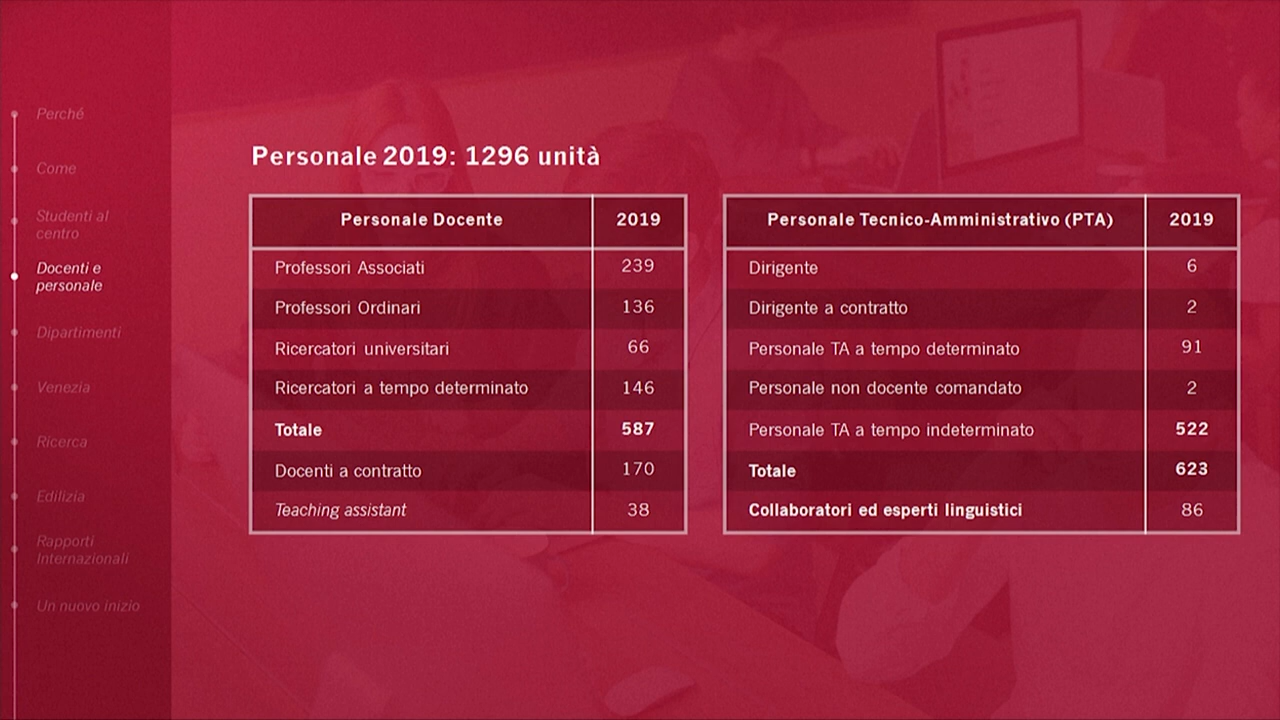 Perché
Come
Studenti al
centro
Docenti e
personale
Dipartimenti
Venezia
Ricerca
Edilizia
Rapporti
Internazionali
Un nuovo inizio
Personale 2019: 1296 unità
Personale Docente 2019
Professori Associati 239
Professori Ordinari 136
Ricercatori universitari 66
Ricercatori a tempo determinato 146
Totale 587
Docenti a contratto 170
Teaching assistant 38
Personale Tecnico-Amministrativo (PTA) 2019
Dirigente 6
Dirigente a contratto 2
Personale TA a tempo determinato 91
Personale non docente comandato 2
Personale TA a tempo indeterminato 522
Totale 623
Collaboratori ed esperti linguistici 86